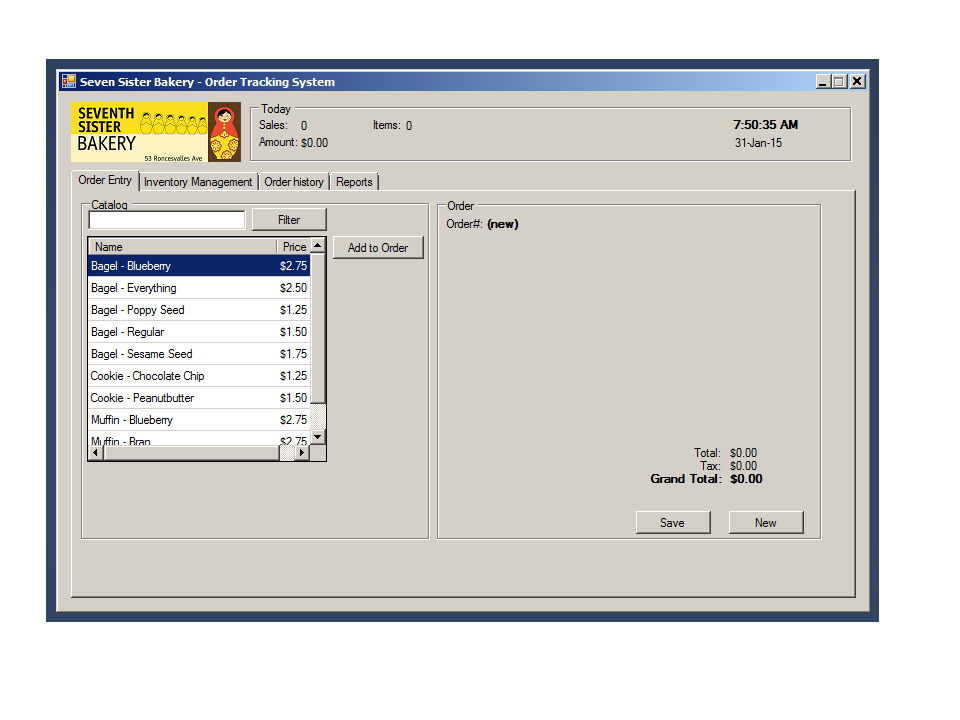 Seven Sister Bakery - Order Tracking System
SEVENTH
SISTER
BAKERY
53 Roncesvalles Ave
Today
Sales: 0 Items: 0 7:50:35 AM
Amount: $0.00 31-Jan-15
Order Entry Inventory Management Order history Reports
Catalog
Filter
Name Price
Add to Order
Bagel - Blueberry $2.75
Bagel - Everything $2.50
Bagel - Poppy Seed $1.25
Bagel - Regular $1.50
Bagel - Sesame Seed $1.75
Cookie - Chocolate Chip $1.25
Cookie - Peanutbutter $1.50
Muffin - Blueberry $2.75
Muffin - Bran $2.75
Order
Order#: (new)
Total: $0.00
Tax: $0.00
Grand Total: $0.00
Save New